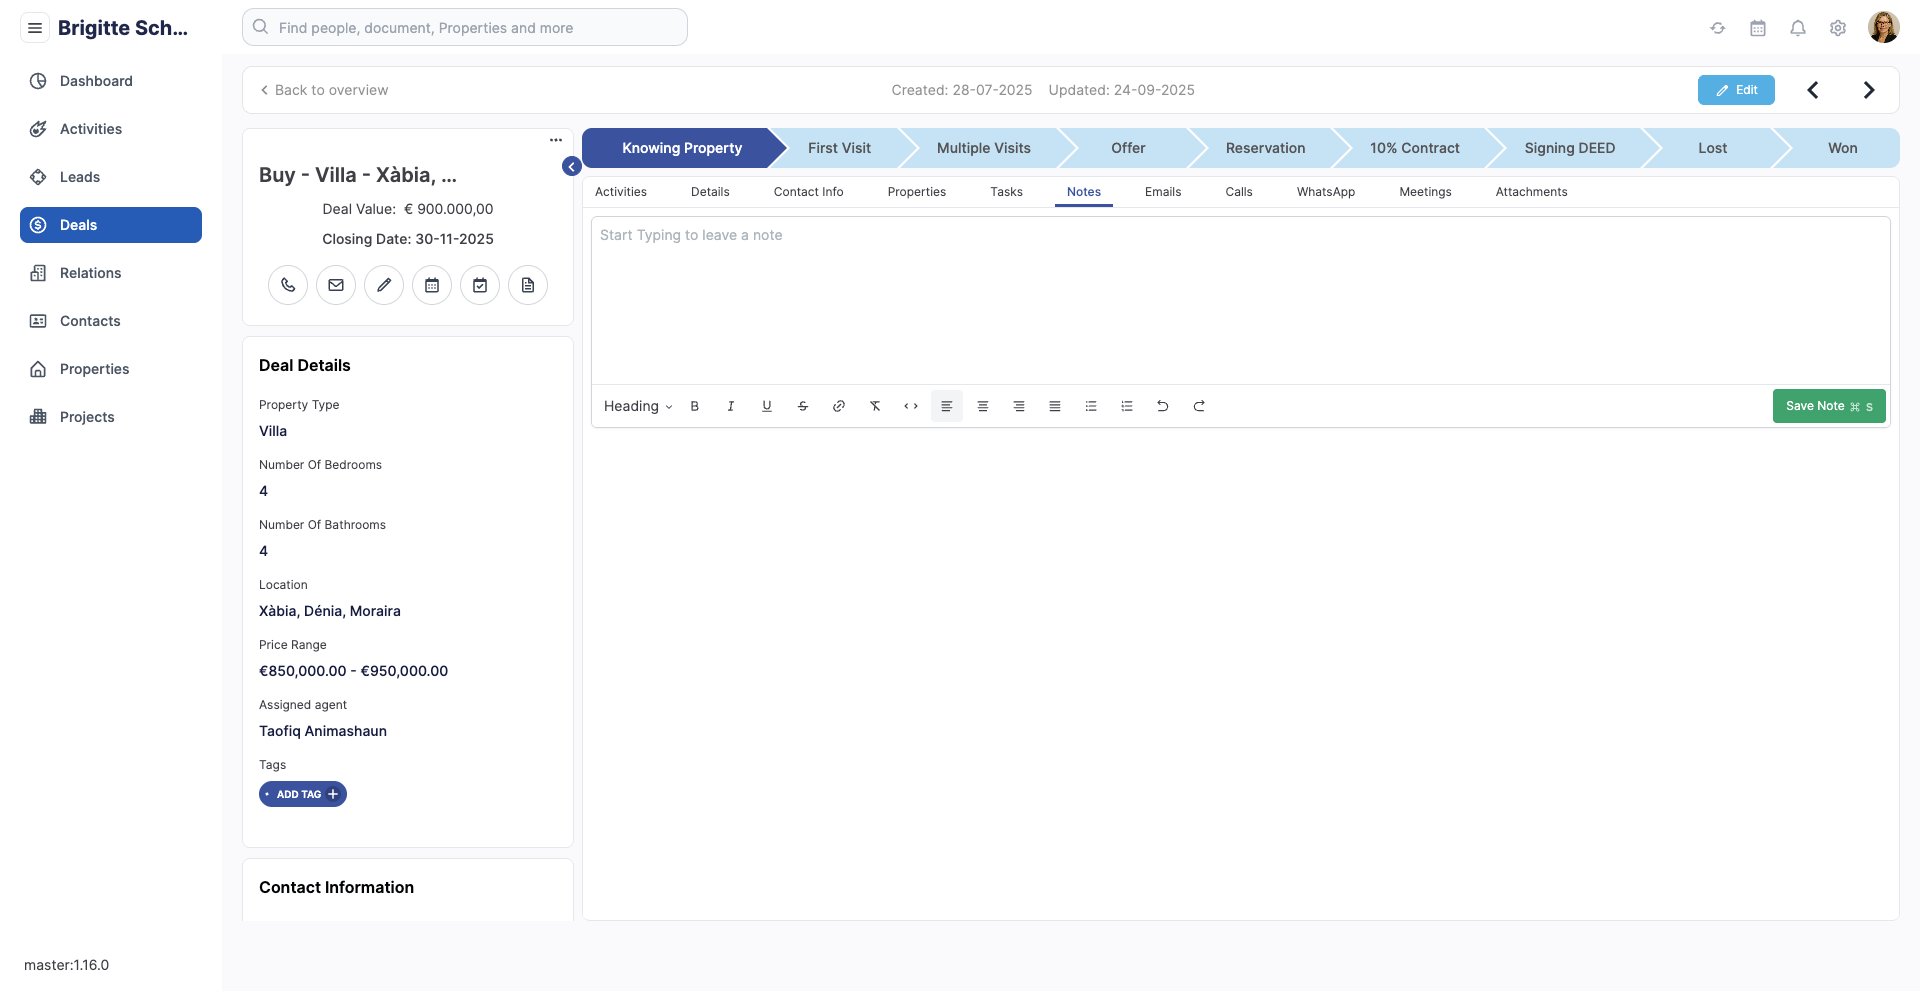 Brigitte Sch...
Find people, document, Properties and more
Dashboard
Activities
Leads
Deals
Relations
Contacts
Properties
Projects
master:1.16.0
Back to overview
Created: 28-07-2025 Updated: 24-09-2025
Edit
Buy - Villa - Xàbia, ...
Deal Value: € 900.000,00
Closing Date: 30-11-2025
Deal Details
Property Type
Villa
Number Of Bedrooms
4
Number Of Bathrooms
4
Location
Xàbia, Dénia, Moraira
Price Range
€850,000.00 - €950,000.00
Assigned agent
Taofiq Animashaun
Tags
ADD TAG
Contact Information
Knowing Property First Visit Multiple Visits Offer Reservation 10% Contract Signing DEED Lost Won
Activities Details Contact Info Properties Tasks Notes Emails Calls WhatsApp Meetings Attachments
Start Typing to leave a note
Heading B I U S
Save Note ⌘ S